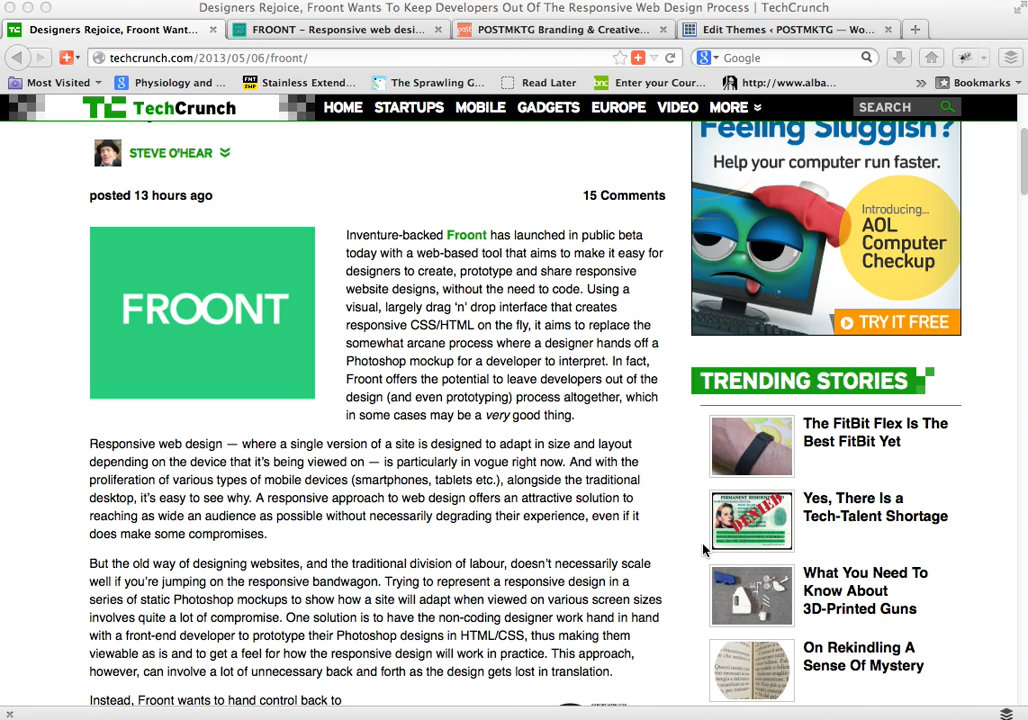 Designers Rejoice, Froont Wants To Keep Developers Out Of The Responsive Web Design Process | TechCrunch
Designers Rejoice, Froont Want...
FROONT – Responsive web desi...
POSTMKTG Branding & Creative...
Edit Themes ‹ POSTMKTG — Wo...
techcrunch.com/2013/05/06/froont/
Google
Most Visited
Physiology and ...
Stainless Extend...
The Sprawling G...
Read Later
Enter your Cour...
http://www.alba...
Bookmarks
TechCrunch
HOME STARTUPS MOBILE GADGETS EUROPE VIDEO MORE
SEARCH
STEVE O'HEAR
posted 13 hours ago
15 Comments
FROONT
Inventure-backed Froont has launched in public beta
today with a web-based tool that aims to make it easy for
designers to create, prototype and share responsive
website designs, without the need to code. Using a
visual, largely drag 'n' drop interface that creates
responsive CSS/HTML on the fly, it aims to replace the
somewhat arcane process where a designer hands off a
Photoshop mockup for a developer to interpret. In fact,
Froont offers the potential to leave developers out of the
design (and even prototyping) process altogether, which
in some cases may be a very good thing.
Responsive web design — where a single version of a site is designed to adapt in size and layout
depending on the device that it's being viewed on — is particularly in vogue right now. And with the
proliferation of various types of mobile devices (smartphones, tablets etc.), alongside the traditional
desktop, it's easy to see why. A responsive approach to web design offers an attractive solution to
reaching as wide an audience as possible without necessarily degrading their experience, even if it
does make some compromises.
But the old way of designing websites, and the traditional division of labour, doesn't necessarily scale
well if you're jumping on the responsive bandwagon. Trying to represent a responsive design in a
series of static Photoshop mockups to show how a site will adapt when viewed on various screen sizes
involves quite a lot of compromise. One solution is to have the non-coding designer work hand in hand
with a front-end developer to prototype their Photoshop designs in HTML/CSS, thus making them
viewable as is and to get a feel for how the responsive design will work in practice. This approach,
however, can involve a lot of unnecessary back and forth as the design gets lost in translation.
Instead, Froont wants to hand control back to
Feeling Sluggish?
Help your computer run faster.
Introducing...
AOL
Computer
Checkup
TRY IT FREE
TRENDING STORIES
The FitBit Flex Is The
Best FitBit Yet
DENIED
Yes, There Is a
Tech-Talent Shortage
What You Need To
Know About
3D-Printed Guns
On Rekindling A
Sense Of Mystery